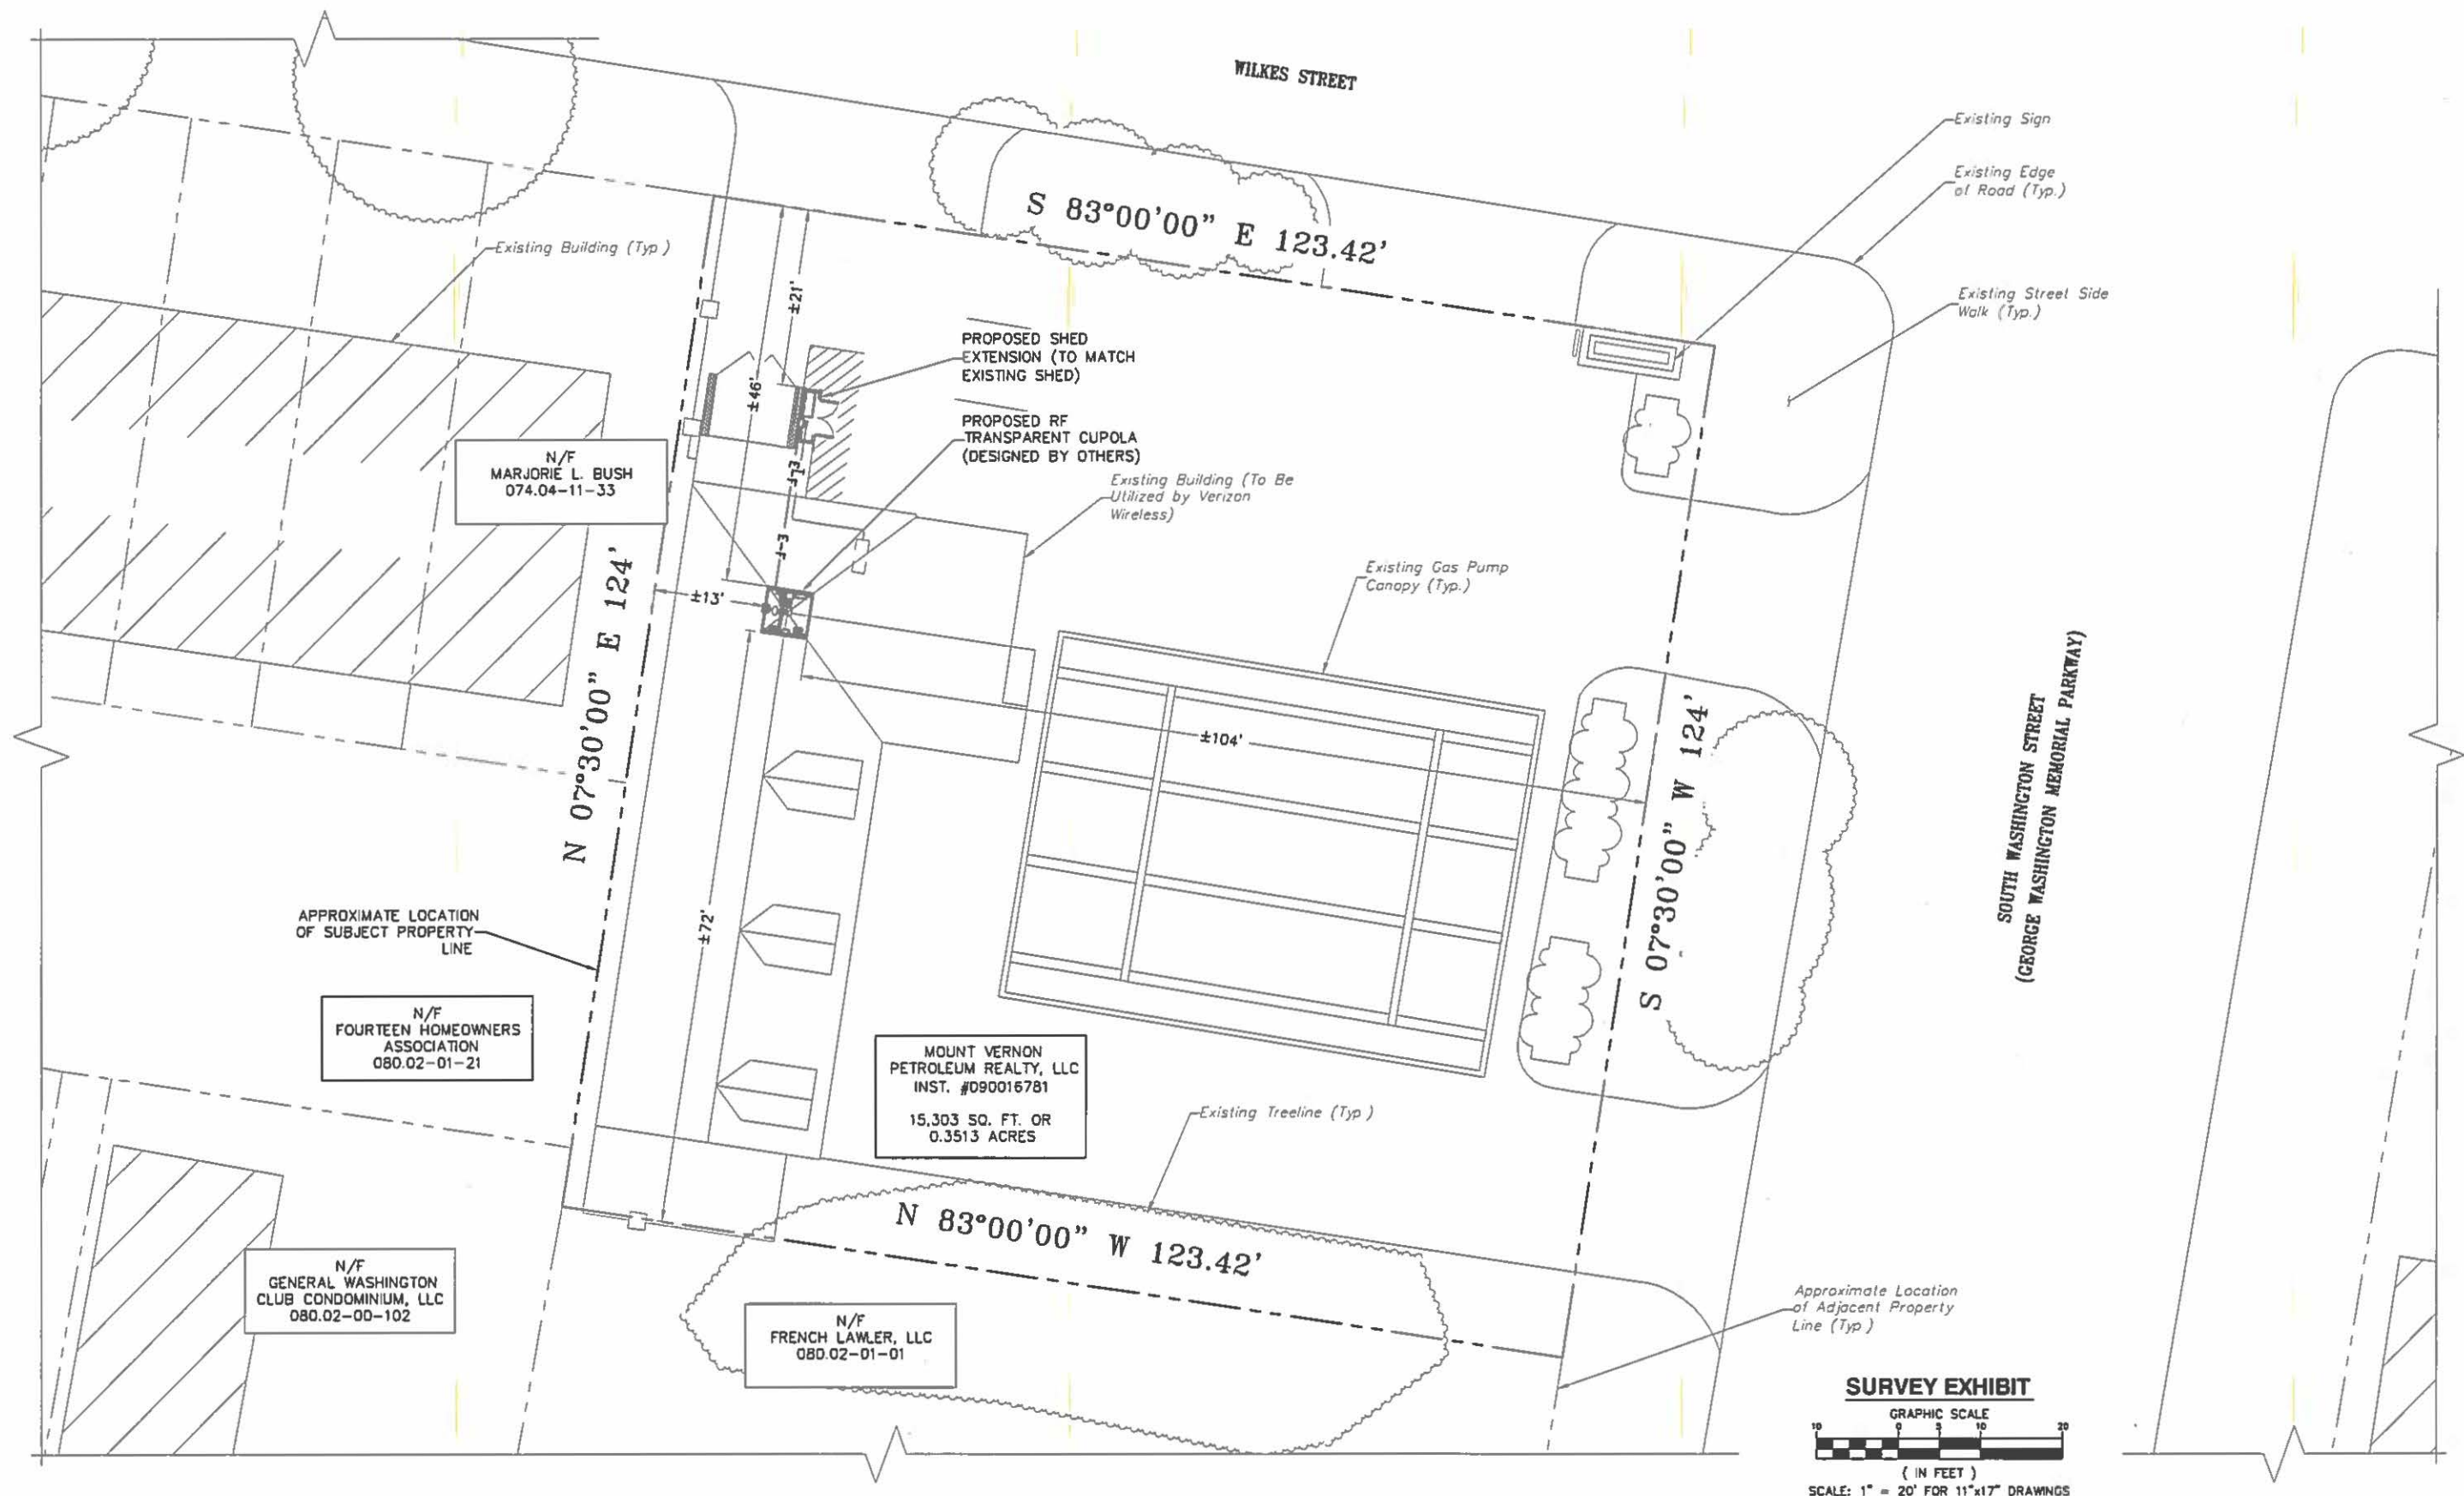 WILKES STREET
Existing Sign
Existing Edge
of Road (Typ.)
S 83°00'00" E 123.42'
Existing Building (Typ.)
Existing Street Side
Walk (Typ.)
±21'
±46'
PROPOSED SHED
EXTENSION (TO MATCH
EXISTING SHED)
PROPOSED RF
TRANSPARENT CUPOLA
(DESIGNED BY OTHERS)
N/F
MARJORIE L. BUSH
074.04-11-33
Existing Building (To Be
Utilized by Verizon
Wireless)
Existing Gas Pump
Canopy (Typ.)
±13'
N 07°30'00" E 124'
±104'
S 07°30'00" W 124'
SOUTH WASHINGTON STREET
(GEORGE WASHINGTON MEMORIAL PARKWAY)
±72'
APPROXIMATE LOCATION
OF SUBJECT PROPERTY
LINE
N/F
FOURTEEN HOMEOWNERS
ASSOCIATION
080.02-01-21
MOUNT VERNON
PETROLEUM REALTY, LLC
INST. #090016781
15,303 SQ. FT. OR
0.3513 ACRES
Existing Treeline (Typ.)
N 83°00'00" W 123.42'
N/F
GENERAL WASHINGTON
CLUB CONDOMINIUM, LLC
080.02-00-102
N/F
FRENCH LAWLER, LLC
080.02-01-01
Approximate Location
of Adjacent Property
Line (Typ.)
SURVEY EXHIBIT
GRAPHIC SCALE
10 0 5 10 20
( IN FEET )
SCALE: 1" = 20' FOR 11"x17" DRAWINGS